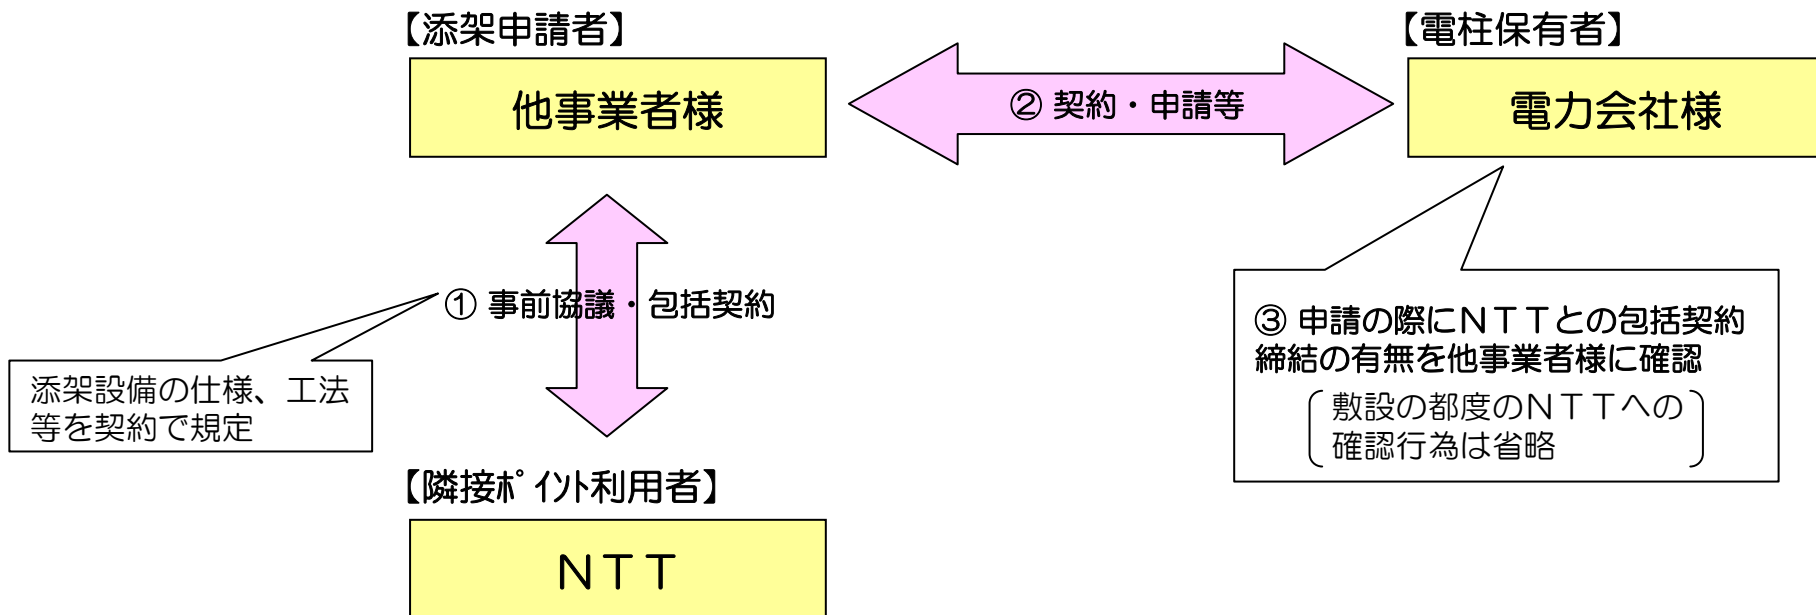 【添架申請者】
他事業者様
② 契約・申請等
【電柱保有者】
電力会社様
① 事前協議・包括契約
添架設備の仕様、工法
等を契約で規定
③ 申請の際にＮＴＴとの包括契約
締結の有無を他事業者様に確認
敷設の都度のＮＴＴへの
確認行為は省略
【隣接ﾎﾟｲﾝﾄ利用者】
ＮＴＴ